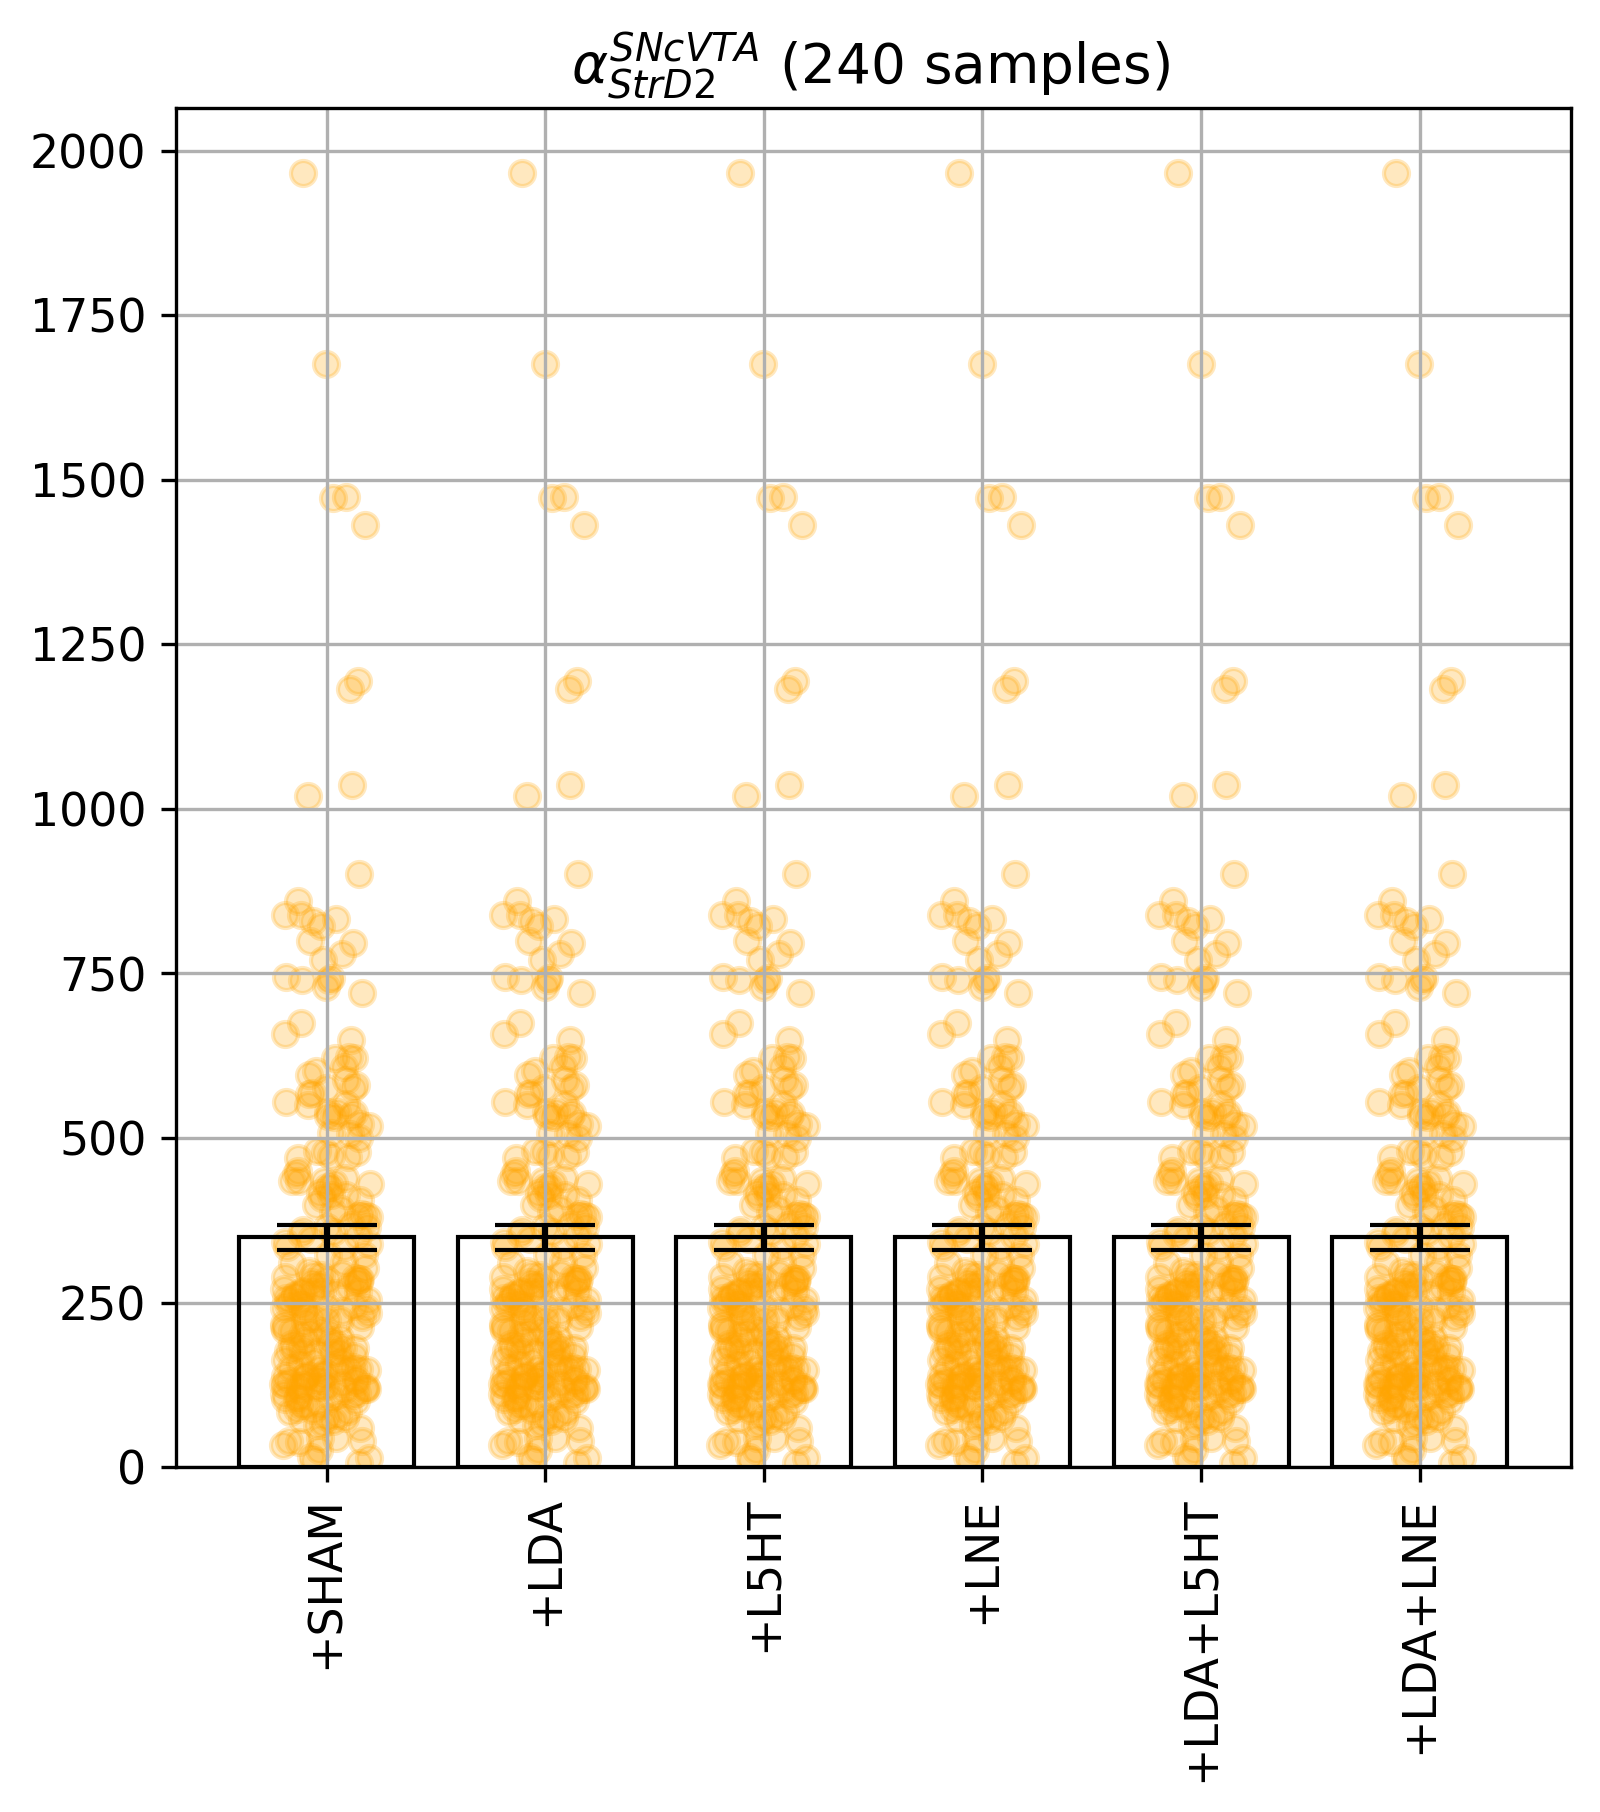 α_{StrD2}^{SNcVTA} (240 samples)
2000
1750
1500
1250
1000
750
500
250
0
+SHAM
+LDA
+L5HT
+LNE
+LDA+L5HT
+LDA+LNE